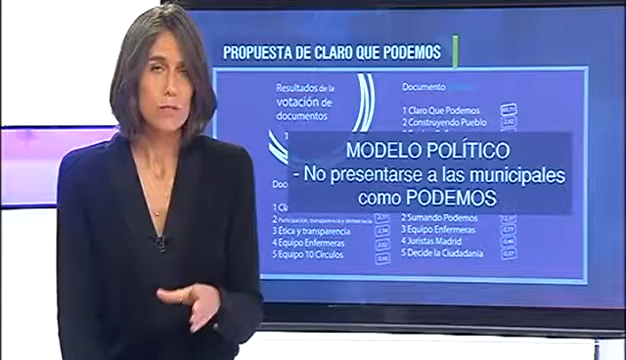 PROPUESTA DE CLARO QUE PODEMOS
Resultados de la
votación de
documentos
Documento
1 Claro Que Podemos
2 Construyendo Pueblo
MODELO POLÍTICO
- No presentarse a las municipales
como PODEMOS
2 Participación, transparencia y democracia
3 Ética y transparencia
4 Equipo Enfermeras
5 Equipo 10 Círculos
2 Sumando Podemos
3 Equipo Enfermeras
4 Juristas Madrid
5 Decide la Ciudadanía